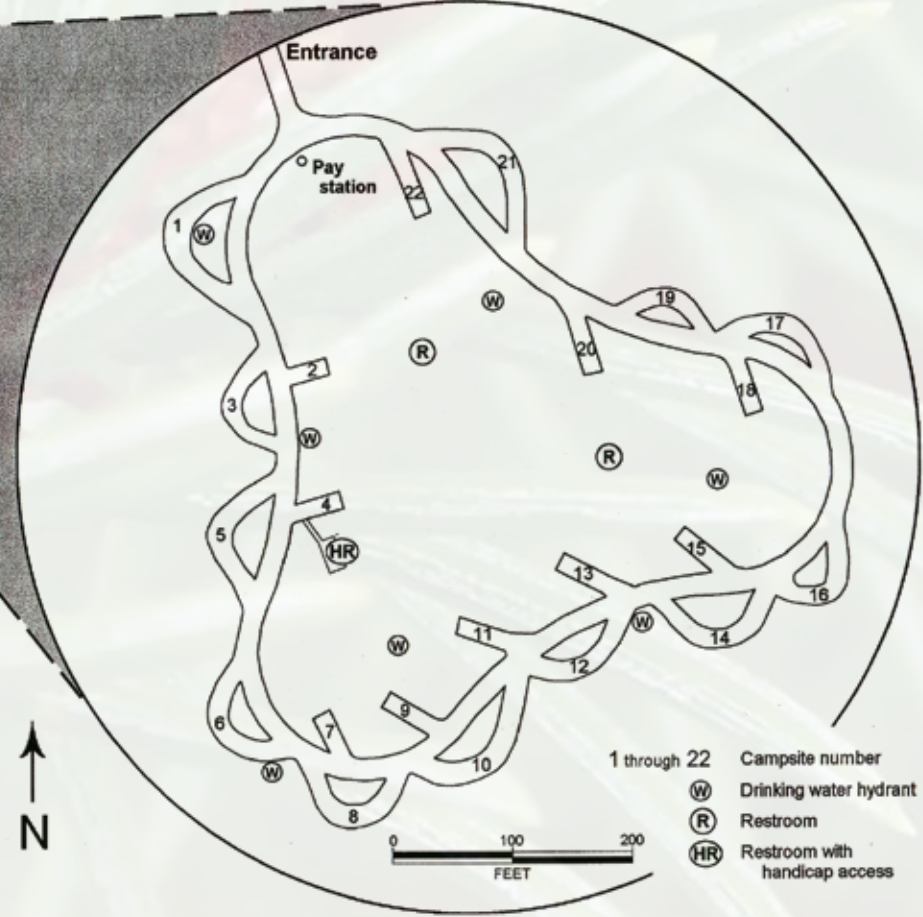 Entrance
Pay
station
21
22
1
W
W
19
17
R
20
2
18
3
W
R
W
4
5
HR
15
13
16
W
11
14
W
12
9
6
7
10
W
8
1 through 22 Campsite number
W Drinking water hydrant
R Restroom
HR Restroom with
handicap access
N
0 100 200
FEET